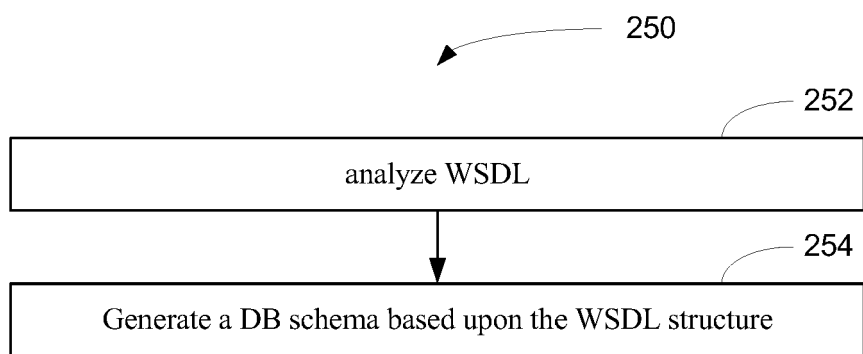 250
252
analyze WSDL
254
Generate a DB schema based upon the WSDL structure